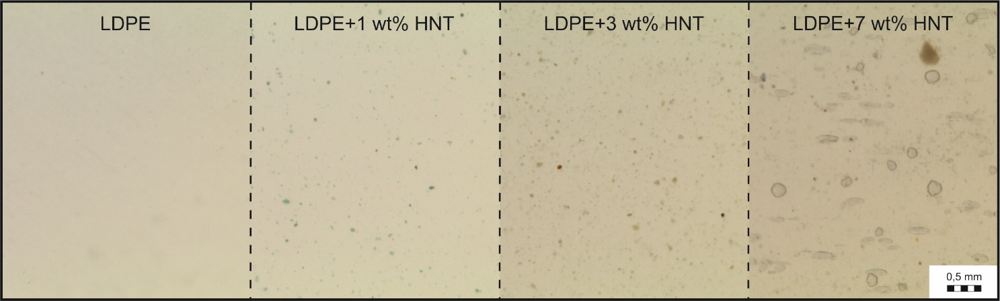 LDPE
LDPE+1 wt% HNT
LDPE+3 wt% HNT
LDPE+7 wt% HNT
0,5 mm